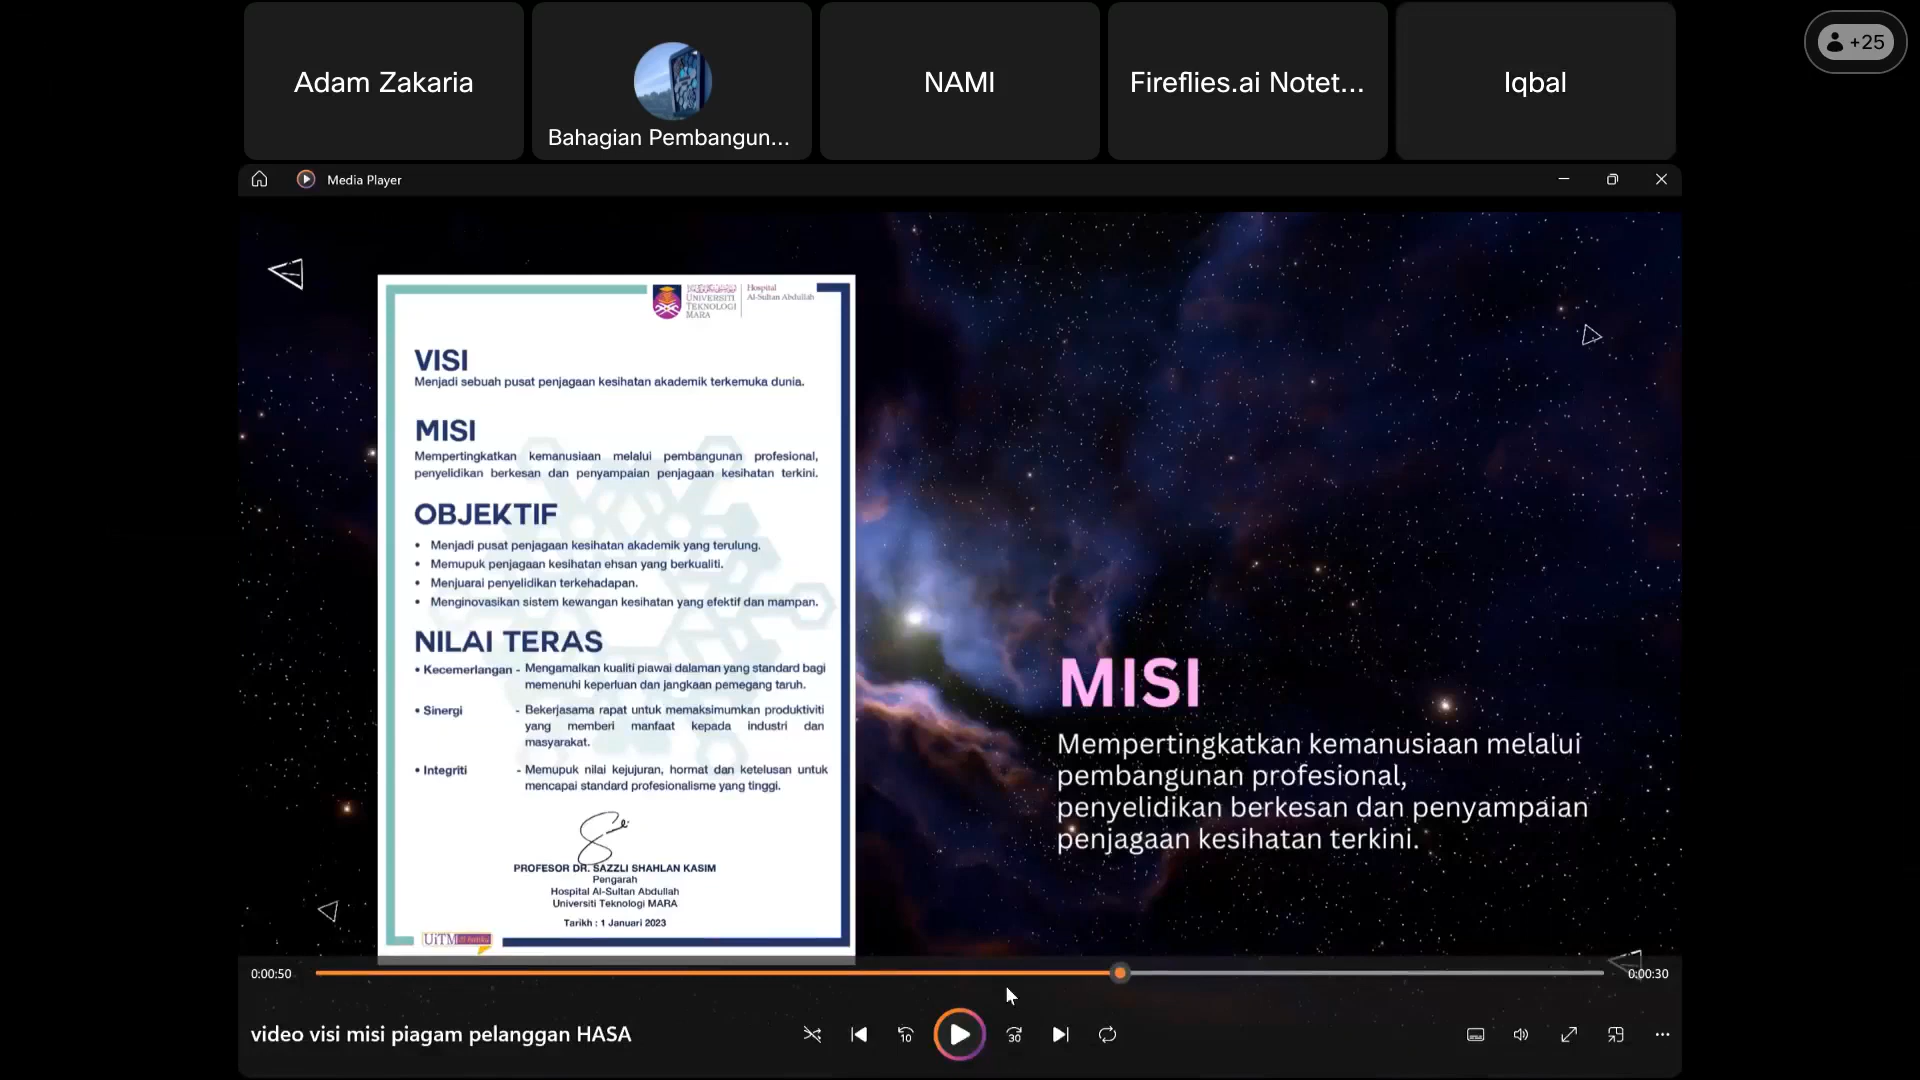 Adam Zakaria
Bahagian Pembangun...
NAMI
Fireflies.ai Notet...
Iqbal
+25
Media Player
UNIVERSITI
TEKNOLOGI
MARA
Hospital
Al-Sultan Abdullah
VISI
Menjadi sebuah pusat penjagaan kesihatan akademik terkemuka dunia.
MISI
Mempertingkatkan kemanusiaan melalui pembangunan profesional,
penyelidikan berkesan dan penyampaian penjagaan kesihatan terkini.
OBJEKTIF
• Menjadi pusat penjagaan kesihatan akademik yang terulung.
• Memupuk penjagaan kesihatan ehsan yang berkualiti.
• Menjuarai penyelidikan terkehadapan.
• Menginovasikan sistem kewangan kesihatan yang efektif dan mampan.
NILAI TERAS
• Kecemerlangan - Mengamalkan kualiti piawai dalaman yang standard bagi
memenuhi keperluan dan jangkaan pemegang taruh.
• Sinergi - Bekerjasama rapat untuk memaksimumkan produktiviti
yang memberi manfaat kepada industri dan
masyarakat.
• Integriti - Memupuk nilai kejujuran, hormat dan ketelusan untuk
mencapai standard profesionalisme yang tinggi.
PROFESOR DR. SAZZLI SHAHLAN KASIM
Pengarah
Hospital Al-Sultan Abdullah
Universiti Teknologi MARA
Tarikh : 1 Januari 2023
UiTM
MISI
Mempertingkatkan kemanusiaan melalui
pembangunan profesional,
penyelidikan berkesan dan penyampaian
penjagaan kesihatan terkini.
0:00:50
0:00:30
video visi misi piagam pelanggan HASA
10
30